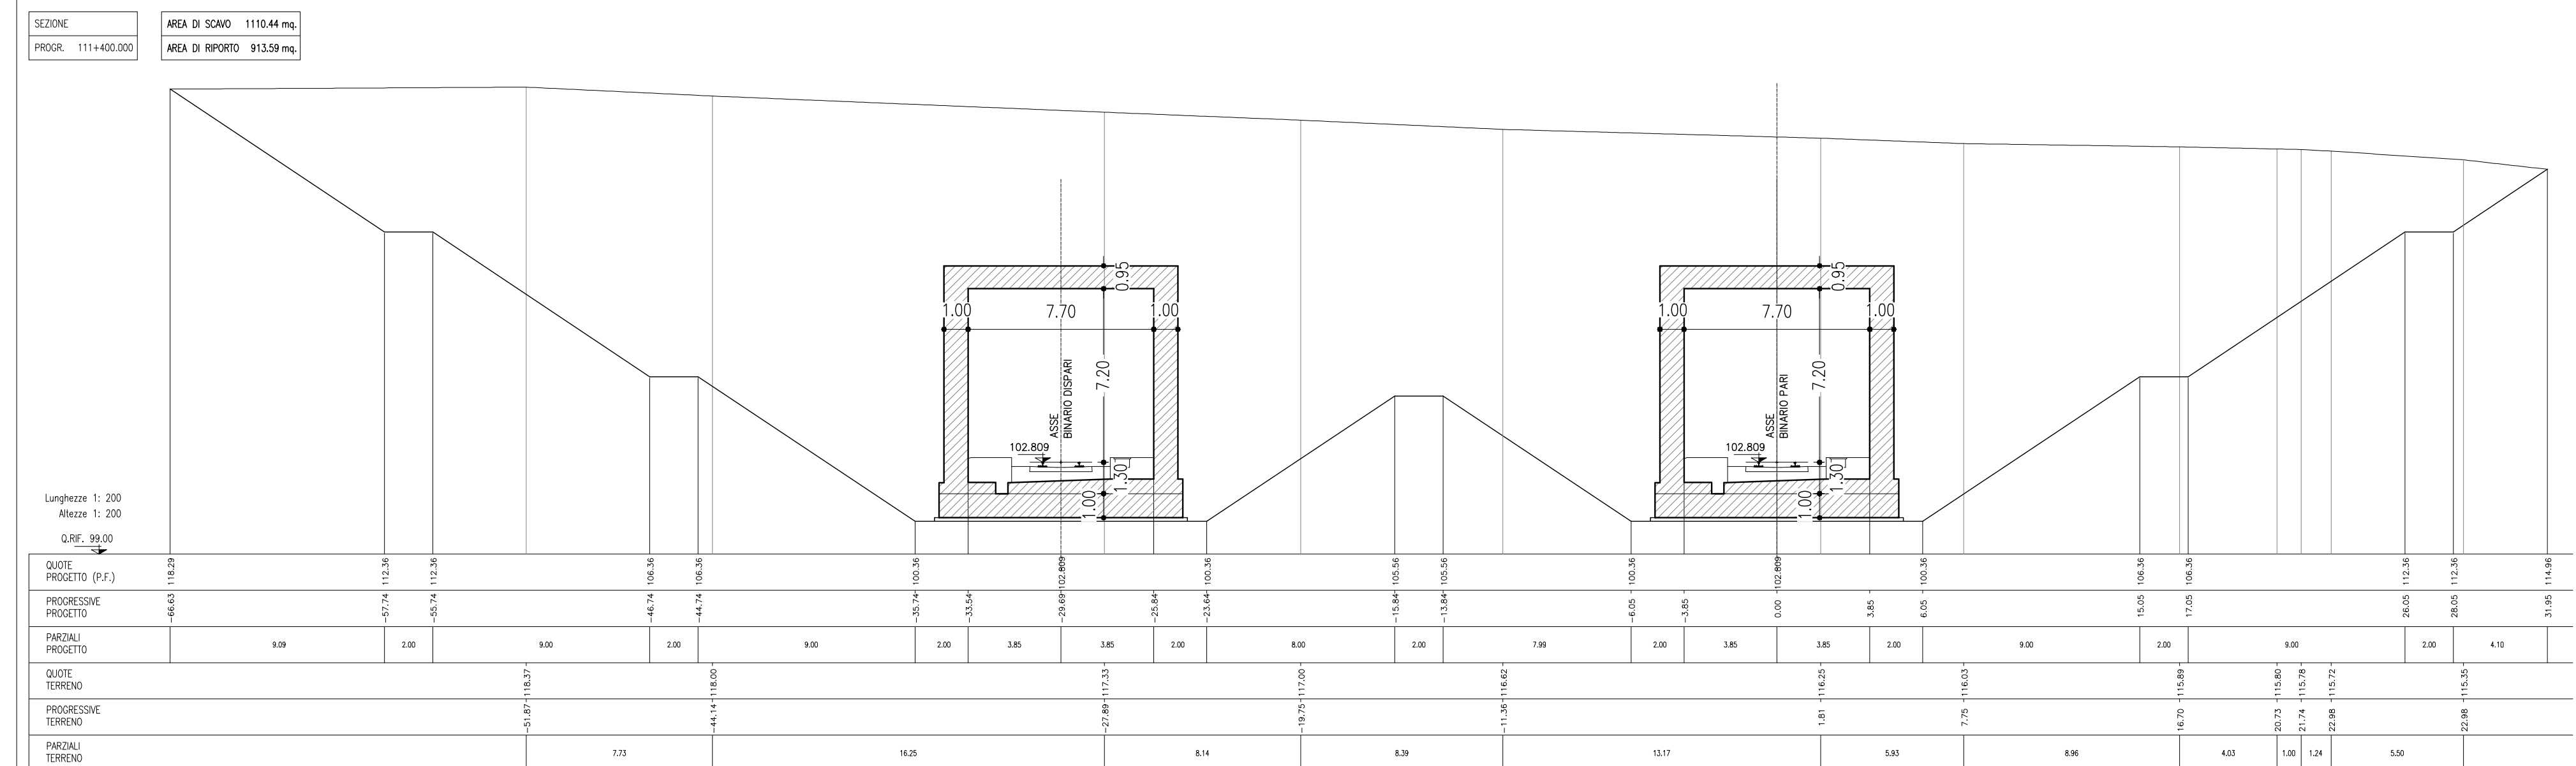 SEZIONE
PROGR. 111+400.000
AREA DI SCAVO 1110.44 mq.
AREA DI RIPORTO 913.59 mq.
0.95
1.00 7.70 1.00
7.20
ASSE
BINARIO DISPARI
102.809
1.30
1.00
0.95
1.00 7.70 1.00
7.20
ASSE
BINARIO PARI
102.809
1.30
1.00
Lunghezze 1: 200
Altezze 1: 200
Q.RIF. 99.00
QUOTE
PROGETTO (P.F.)
118.29 112.36 112.36 106.36 106.36 100.36 102.809 100.36 105.56 105.56 100.36 102.809 100.36 106.36 106.36 112.36 112.36 114.96
PROGRESSIVE
PROGETTO
-66.63 -57.74 -55.74 -46.74 -44.74 -35.74 -33.54 -29.69 -25.84 -23.64 -15.84 -13.84 -6.05 -3.85 0.00 3.85 6.05 15.05 17.05 26.05 28.05 31.95
PARZIALI
PROGETTO
9.09 2.00 9.00 2.00 9.00 2.00 3.85 3.85 2.00 8.00 2.00 7.99 2.00 3.85 3.85 2.00 9.00 2.00 9.00 2.00 4.10
QUOTE
TERRENO
118.37 118.00 117.33 117.00 116.62 116.25 116.03 115.89 115.80 115.78 115.72 115.35
PROGRESSIVE
TERRENO
-51.87 -44.14 -27.89 -19.75 -11.36 1.81 7.75 16.70 20.73 21.74 22.98 22.98
PARZIALI
TERRENO
7.73 16.25 8.14 8.39 13.17 5.93 8.96 4.03 1.00 1.24 5.50